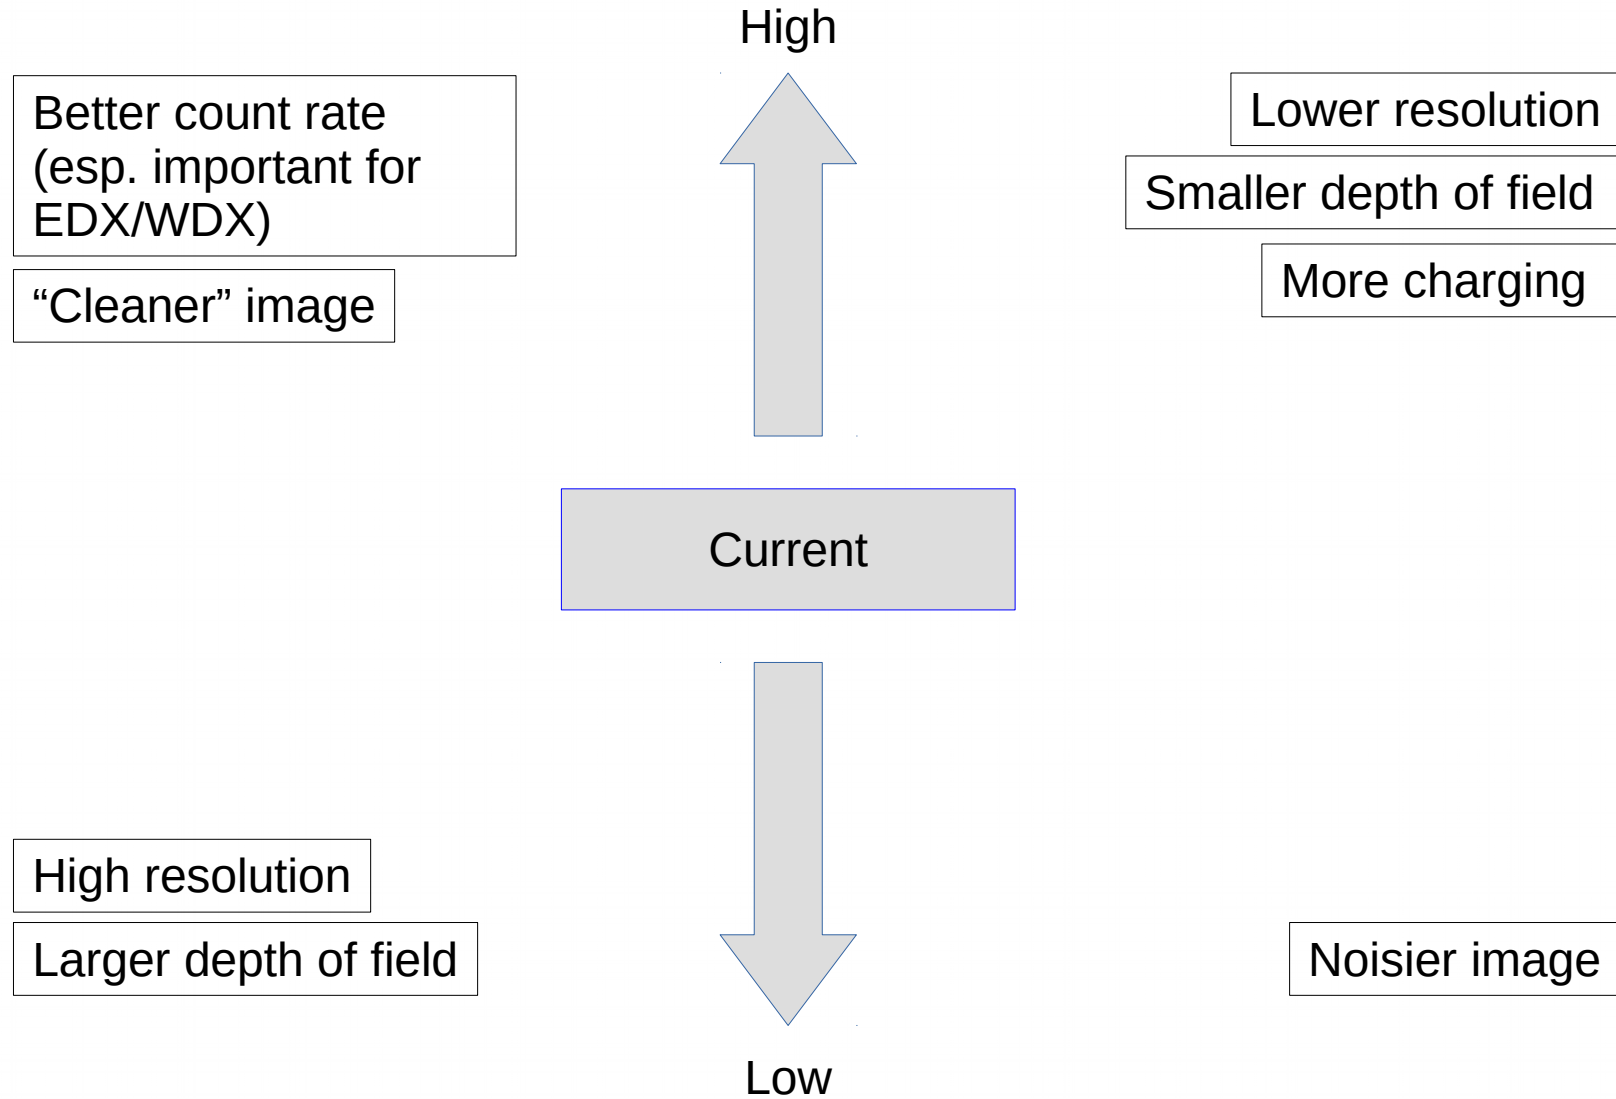 High
Better count rate
(esp. important for
EDX/WDX)
“Cleaner” image
Lower resolution
Smaller depth of field
More charging
Current
High resolution
Larger depth of field
Noisier image
Low